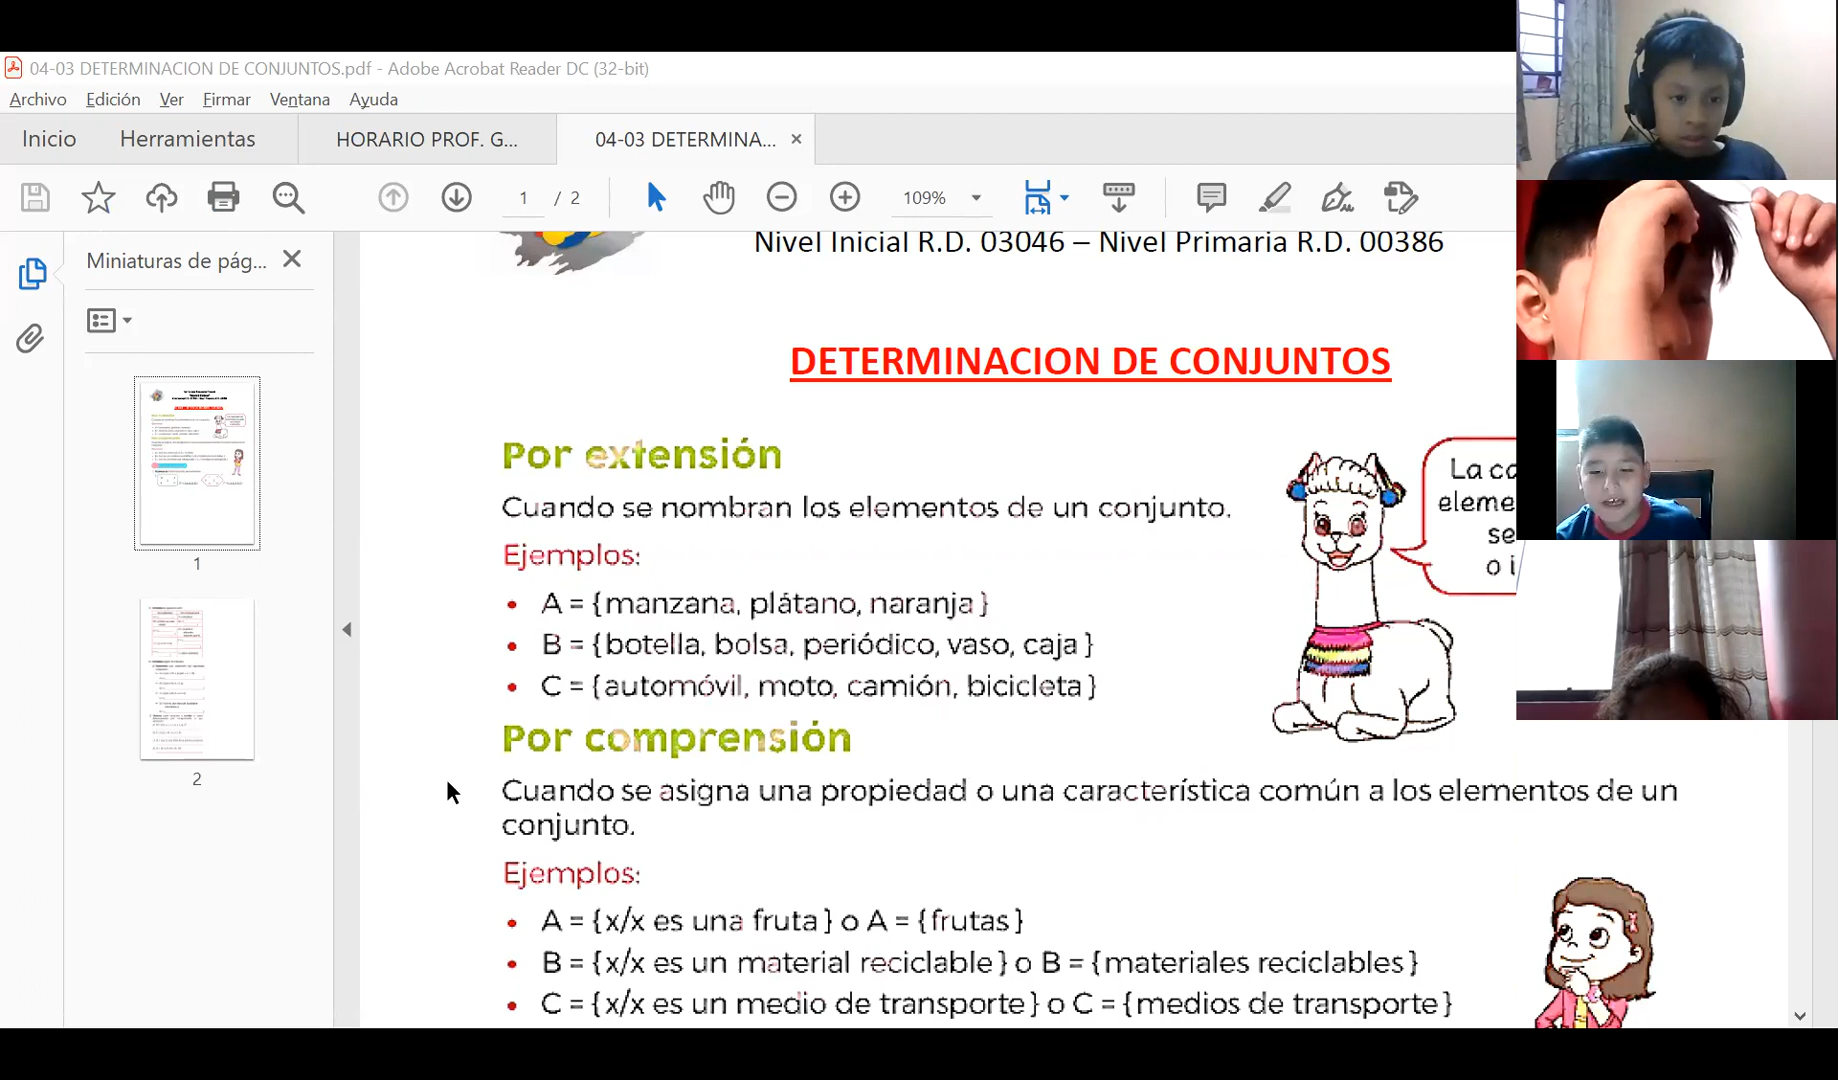 04-03 DETERMINACION DE CONJUNTOS.pdf - Adobe Acrobat Reader DC (32-bit)
Archivo Edición Ver Firmar Ventana Ayuda
Inicio Herramientas HORARIO PROF. G... 04-03 DETERMINA... ×
1 / 2 109%
Miniaturas de pág...
1
2
Nivel Inicial R.D. 03046 – Nivel Primaria R.D. 00386
DETERMINACION DE CONJUNTOS
Por extensión
Cuando se nombran los elementos de un conjunto.
Ejemplos:
• A = {manzana, plátano, naranja}
• B = {botella, bolsa, periódico, vaso, caja}
• C = {automóvil, moto, camión, bicicleta}
La
se
o
Por comprensión
Cuando se asigna una propiedad o una característica común a los elementos de un
conjunto.
Ejemplos:
• A = {x/x es una fruta} o A = {frutas}
• B = {x/x es un material reciclable} o B = {materiales reciclables}
• C = {x/x es un medio de transporte} o C = {medios de transporte}